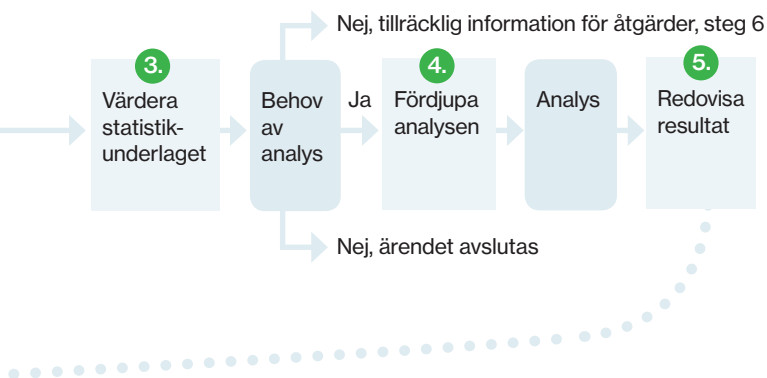 Nej, tillräcklig information för åtgärder, steg 6
3.
Värdera
statistik-
underlaget
Behov
av
analys
Ja
4.
Fördjupa
analysen
Analys
5.
Redovisa
resultat
Nej, ärendet avslutas